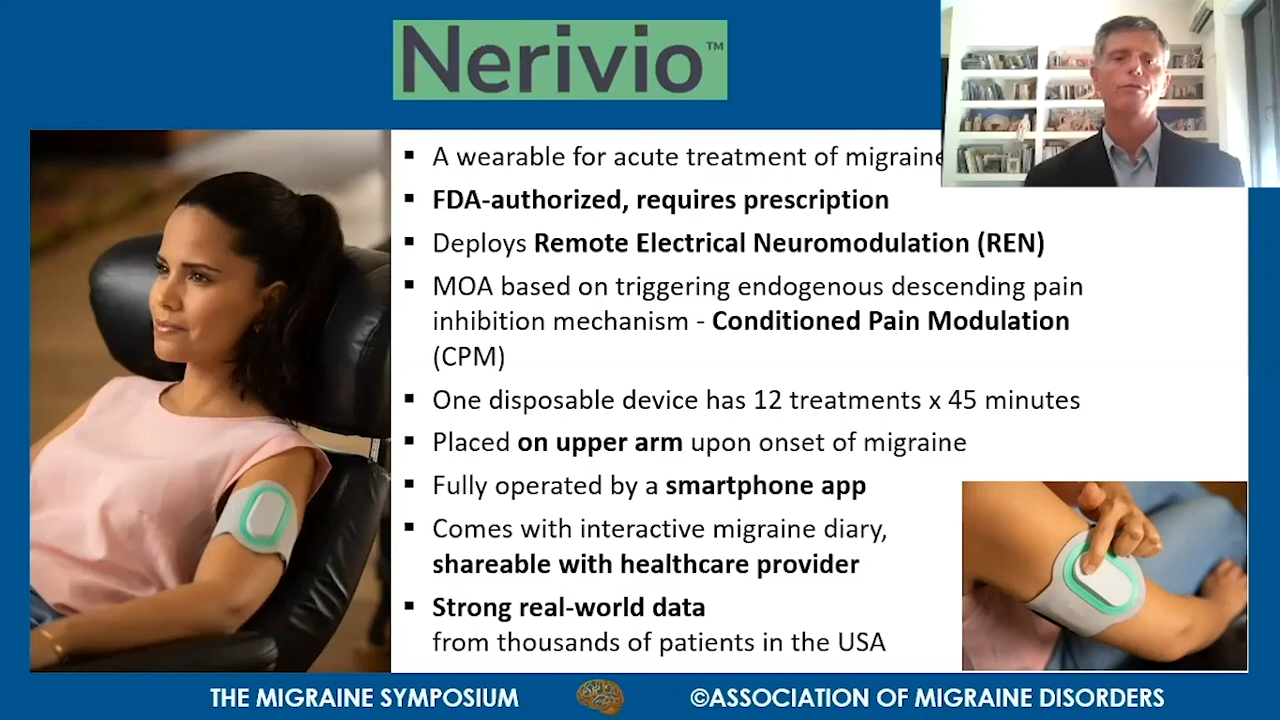 Nerivio™
▪ A wearable for acute treatment of migraine
▪ FDA-authorized, requires prescription
▪ Deploys Remote Electrical Neuromodulation (REN)
▪ MOA based on triggering endogenous descending pain
inhibition mechanism - Conditioned Pain Modulation
(CPM)
▪ One disposable device has 12 treatments x 45 minutes
▪ Placed on upper arm upon onset of migraine
▪ Fully operated by a smartphone app
▪ Comes with interactive migraine diary,
shareable with healthcare provider
▪ Strong real-world data
from thousands of patients in the USA
THE MIGRAINE SYMPOSIUM
©ASSOCIATION OF MIGRAINE DISORDERS